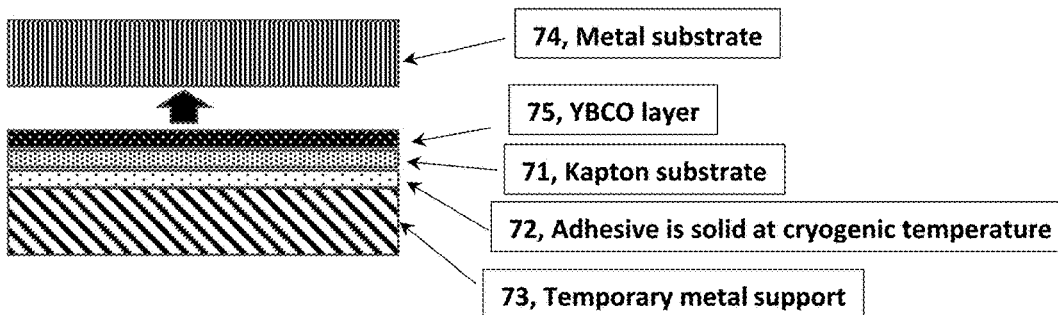 74, Metal substrate
75, YBCO layer
71, Kapton substrate
72, Adhesive is solid at cryogenic temperature
73, Temporary metal support